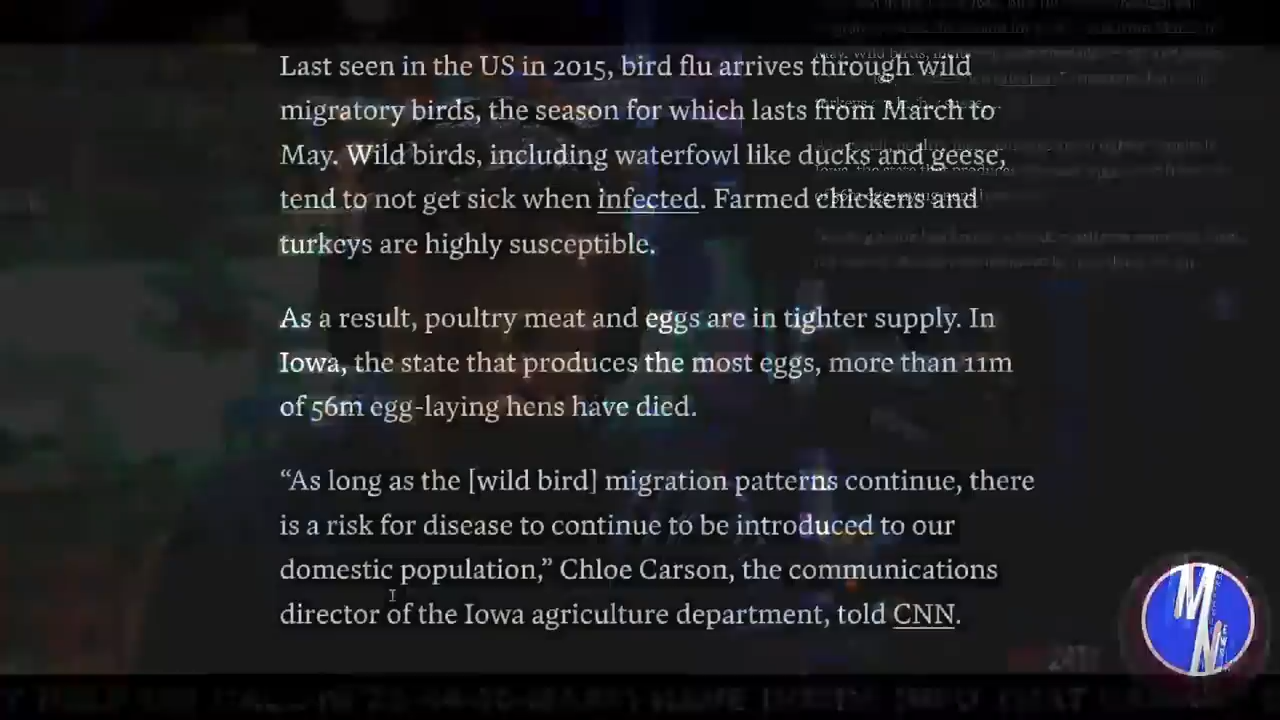 Last seen in the US in 2015, bird flu arrives through wild
migratory birds, the season for which lasts from March to
May. Wild birds, including waterfowl like ducks and geese,
tend to not get sick when infected. Farmed chickens and
turkeys are highly susceptible.
As a result, poultry meat and eggs are in tighter supply. In
Iowa, the state that produces the most eggs, more than 11m
of 56m egg-laying hens have died.
“As long as the [wild bird] migration patterns continue, there
is a risk for disease to continue to be introduced to our
domestic population,” Chloe Carson, the communications
director of the Iowa agriculture department, told CNN.
MN